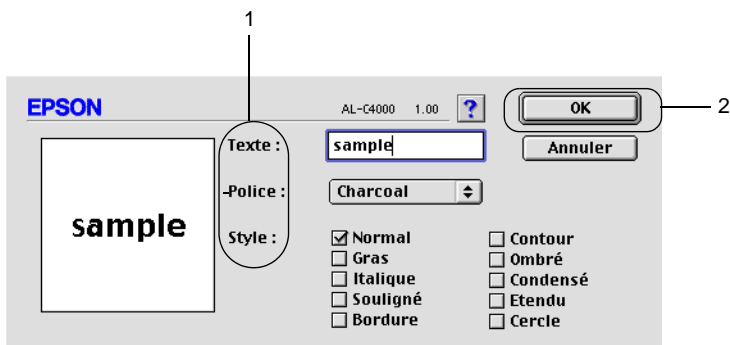 1
EPSON
AL-C4000 1.00 ?
OK
2
Texte :
sample
Annuler
Police :
Charcoal
sample
Style :
Normal
Contour
Gras
Ombré
Italique
Condensé
Souligné
Etendu
Bordure
Cercle